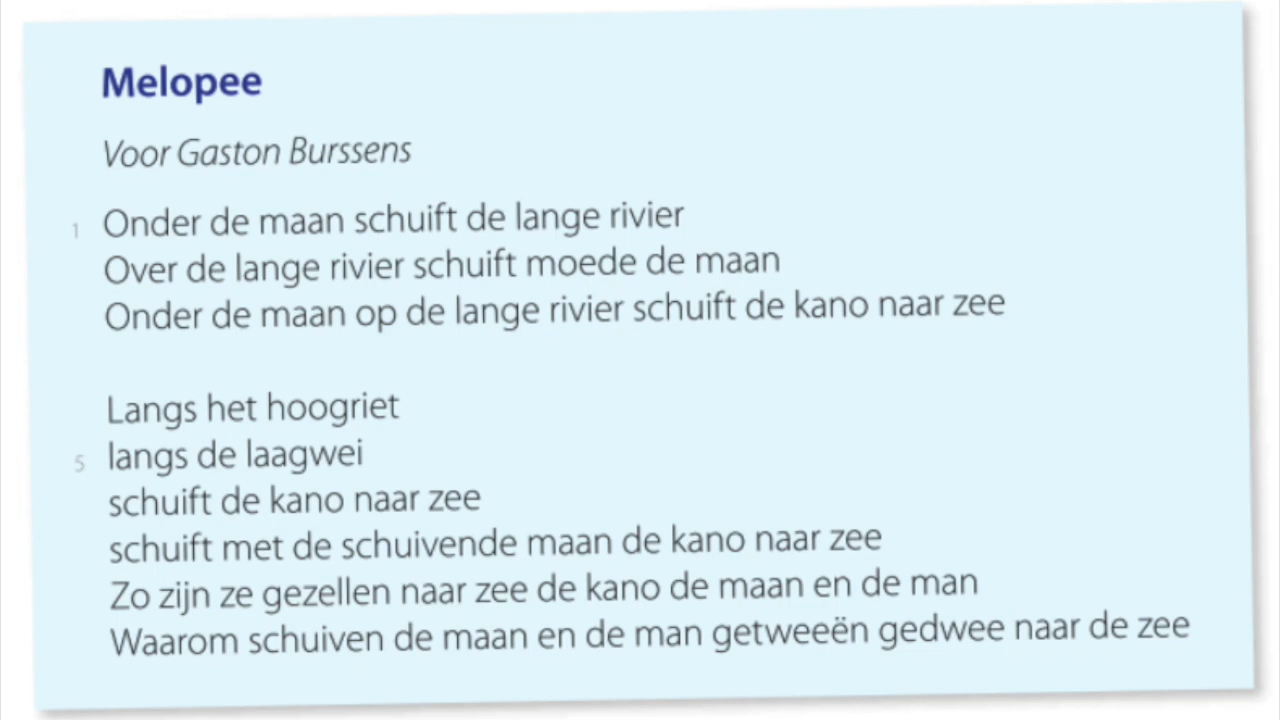 Melopee
Voor Gaston Burssens
1 Onder de maan schuift de lange rivier
Over de lange rivier schuift moede de maan
Onder de maan op de lange rivier schuift de kano naar zee
Langs het hoogriet
5 langs de laagwei
schuift de kano naar zee
schuift met de schuivende maan de kano naar zee
Zo zijn ze gezellen naar zee de kano de maan en de man
Waarom schuiven de maan en de man getweeën gedwee naar de zee